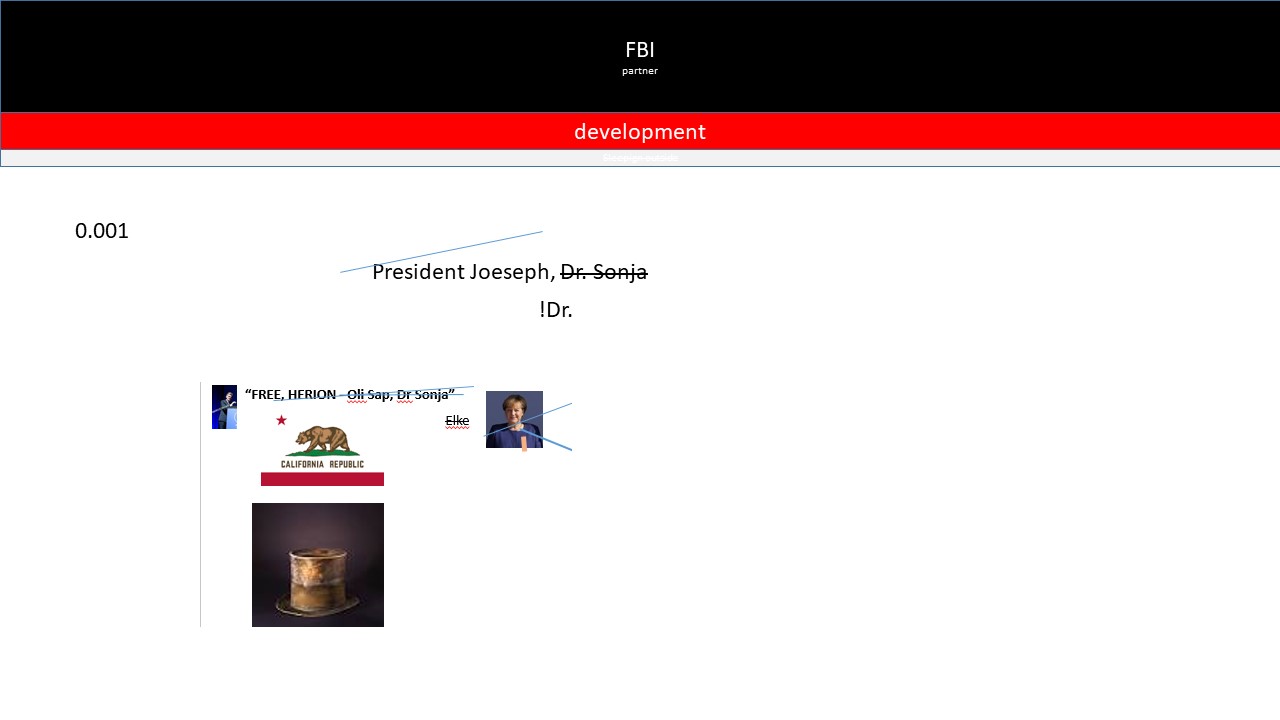 FBI
partner
development
0.001
President Joeseph, Dr. Sonja
!Dr.
“FREE, HERION - Oli Sap, Dr Sonja”
Elke
CALIFORNIA REPUBLIC